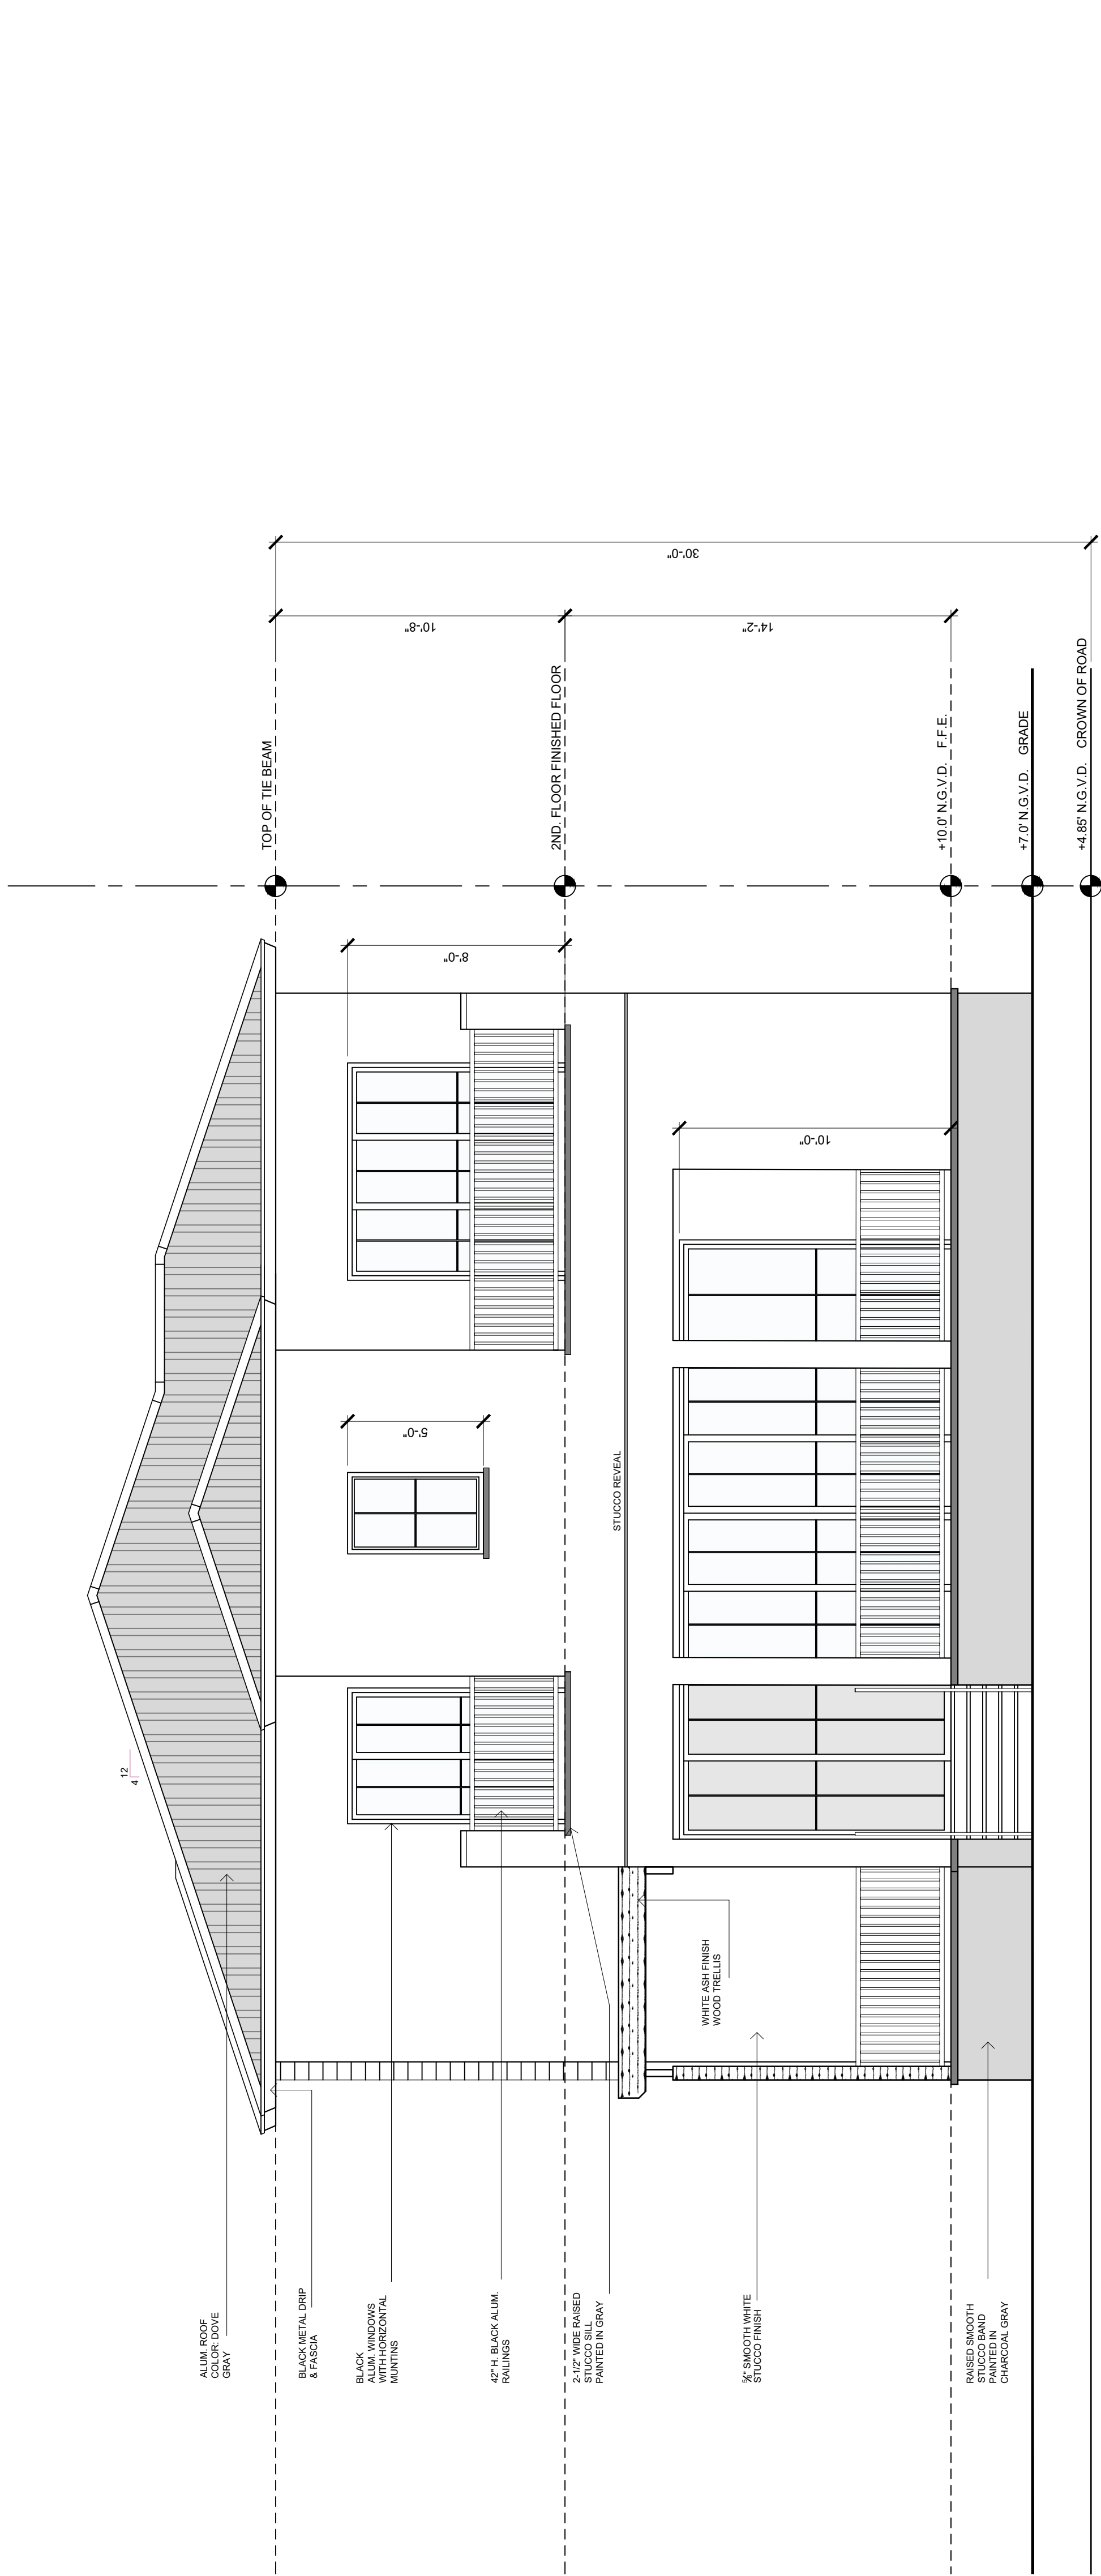 ALUM. ROOF
COLOR: DOVE
GRAY
BLACK METAL DRIP
& FASCIA
BLACK
ALUM. WINDOWS
WITH HORIZONTAL
MUNTINS
42" H. BLACK ALUM.
RAILINGS
2-1/2" WIDE RAISED
STUCCO SILL
PAINTED IN GRAY
⅝" SMOOTH WHITE
STUCCO FINISH
RAISED SMOOTH
STUCCO BAND
PAINTED IN
CHARCOAL GRAY
12
4
WHITE ASH FINISH
WOOD TRELLIS
STUCCO REVEAL
5'-0"
8'-0"
10'-0"
TOP OF TIE BEAM
2ND. FLOOR FINISHED FLOOR
+10.0' N.G.V.D. F.F.E.
+7.0' N.G.V.D. GRADE
+4.85' N.G.V.D. CROWN OF ROAD
10'-8"
14'-2"
30'-0"